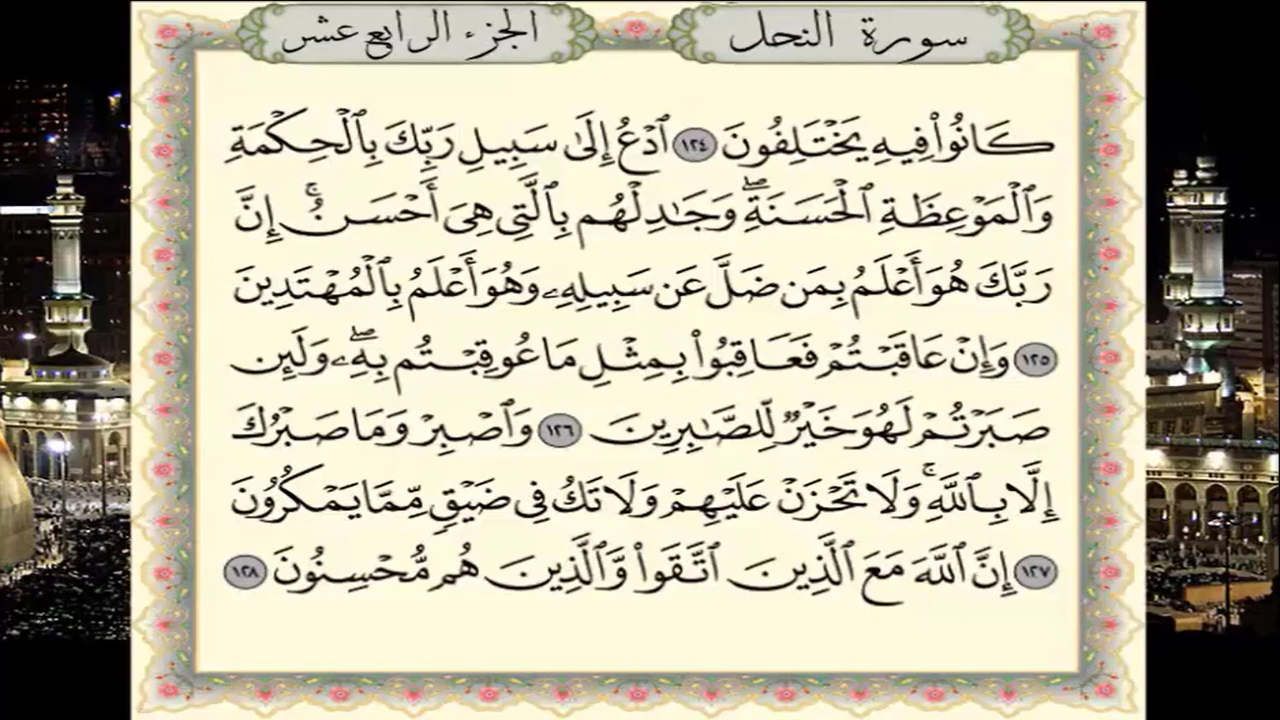 سورة النحل
الجزء الرابع عشر
كَانُوا۟ فِيهِ يَخْتَلِفُونَ ١٢٤ ٱدْعُ إِلَىٰ سَبِيلِ رَبِّكَ بِٱلْحِكْمَةِ
وَٱلْمَوْعِظَةِ ٱلْحَسَنَةِ ۖ وَجَـٰدِلْهُم بِٱلَّتِى هِىَ أَحْسَنُ ۚ إِنَّ
رَبَّكَ هُوَ أَعْلَمُ بِمَن ضَلَّ عَن سَبِيلِهِۦ وَهُوَ أَعْلَمُ بِٱلْمُهْتَدِينَ
١٢٥ وَإِنْ عَاقَبْتُمْ فَعَاقِبُوا۟ بِمِثْلِ مَا عُوقِبْتُم بِهِۦ ۖ وَلَئِن
صَبَرْتُمْ لَهُوَ خَيْرٌ لِّلصَّـٰبِرِينَ ١٢٦ وَٱصْبِرْ وَمَا صَبْرُكَ
إِلَّا بِٱللَّهِ ۚ وَلَا تَحْزَنْ عَلَيْهِمْ وَلَا تَكُ فِى ضَيْقٍ مِّمَّا يَمْكُرُونَ
١٢٧ إِنَّ ٱللَّهَ مَعَ ٱلَّذِينَ ٱتَّقَوا۟ وَّٱلَّذِينَ هُم مُّحْسِنُونَ ١٢٨